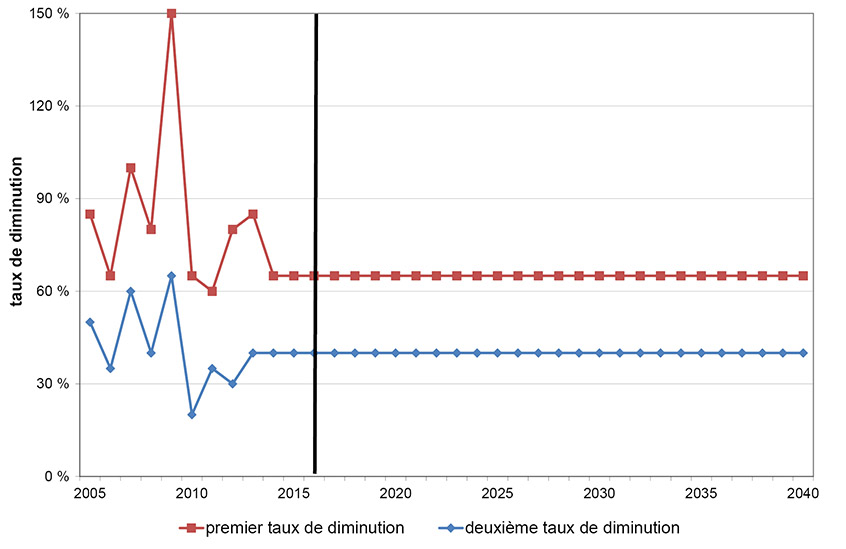 150 %
120 %
90 %
60 %
30 %
0 %
taux de diminution
2005 2010 2015 2020 2025 2030 2035 2040
premier taux de diminution deuxième taux de diminution